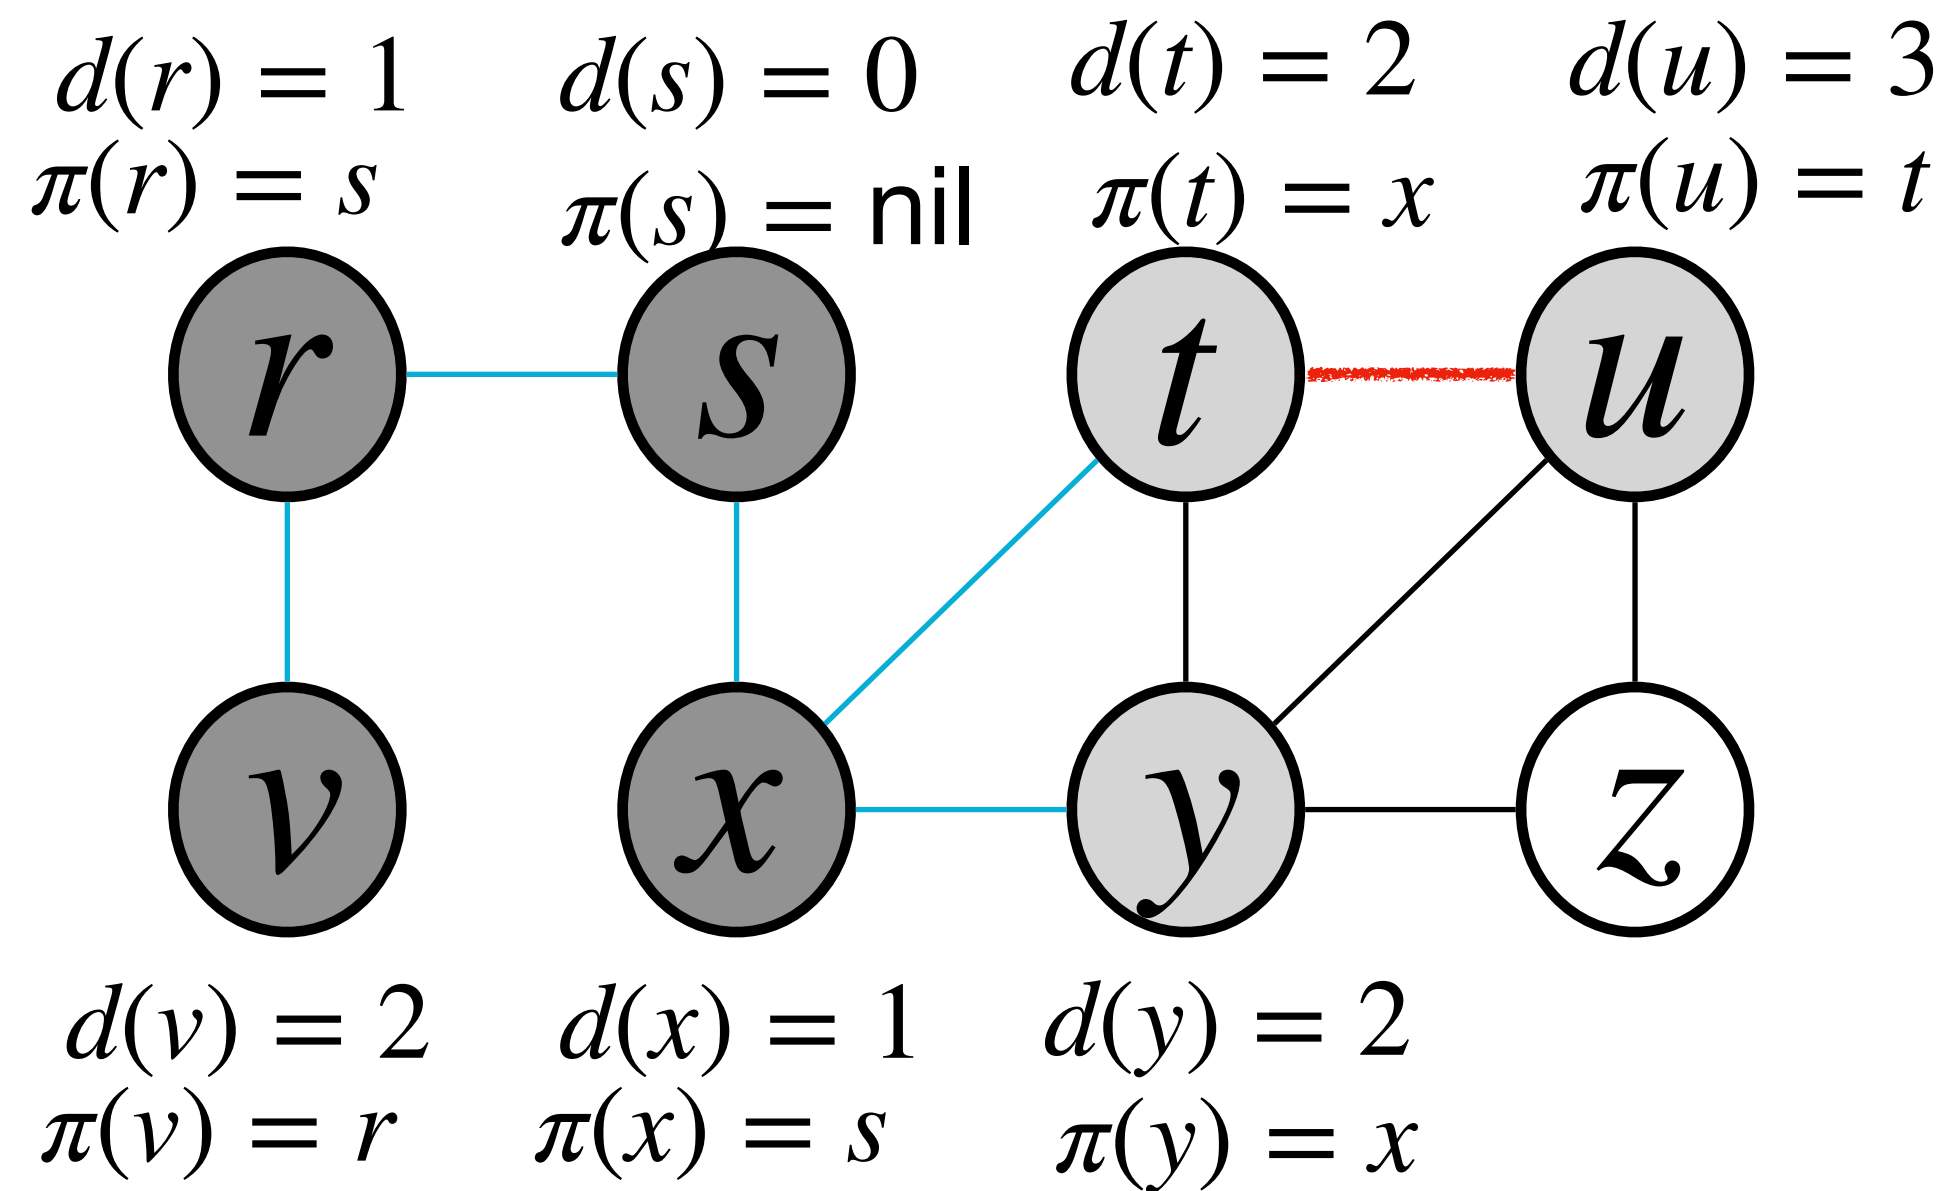 d(r) = 1
π(r) = s
d(s) = 0
π(s) = nil
d(t) = 2
π(t) = x
d(u) = 3
π(u) = t
r
s
t
u
v
x
y
z
d(v) = 2
π(v) = r
d(x) = 1
π(x) = s
d(y) = 2
π(y) = x